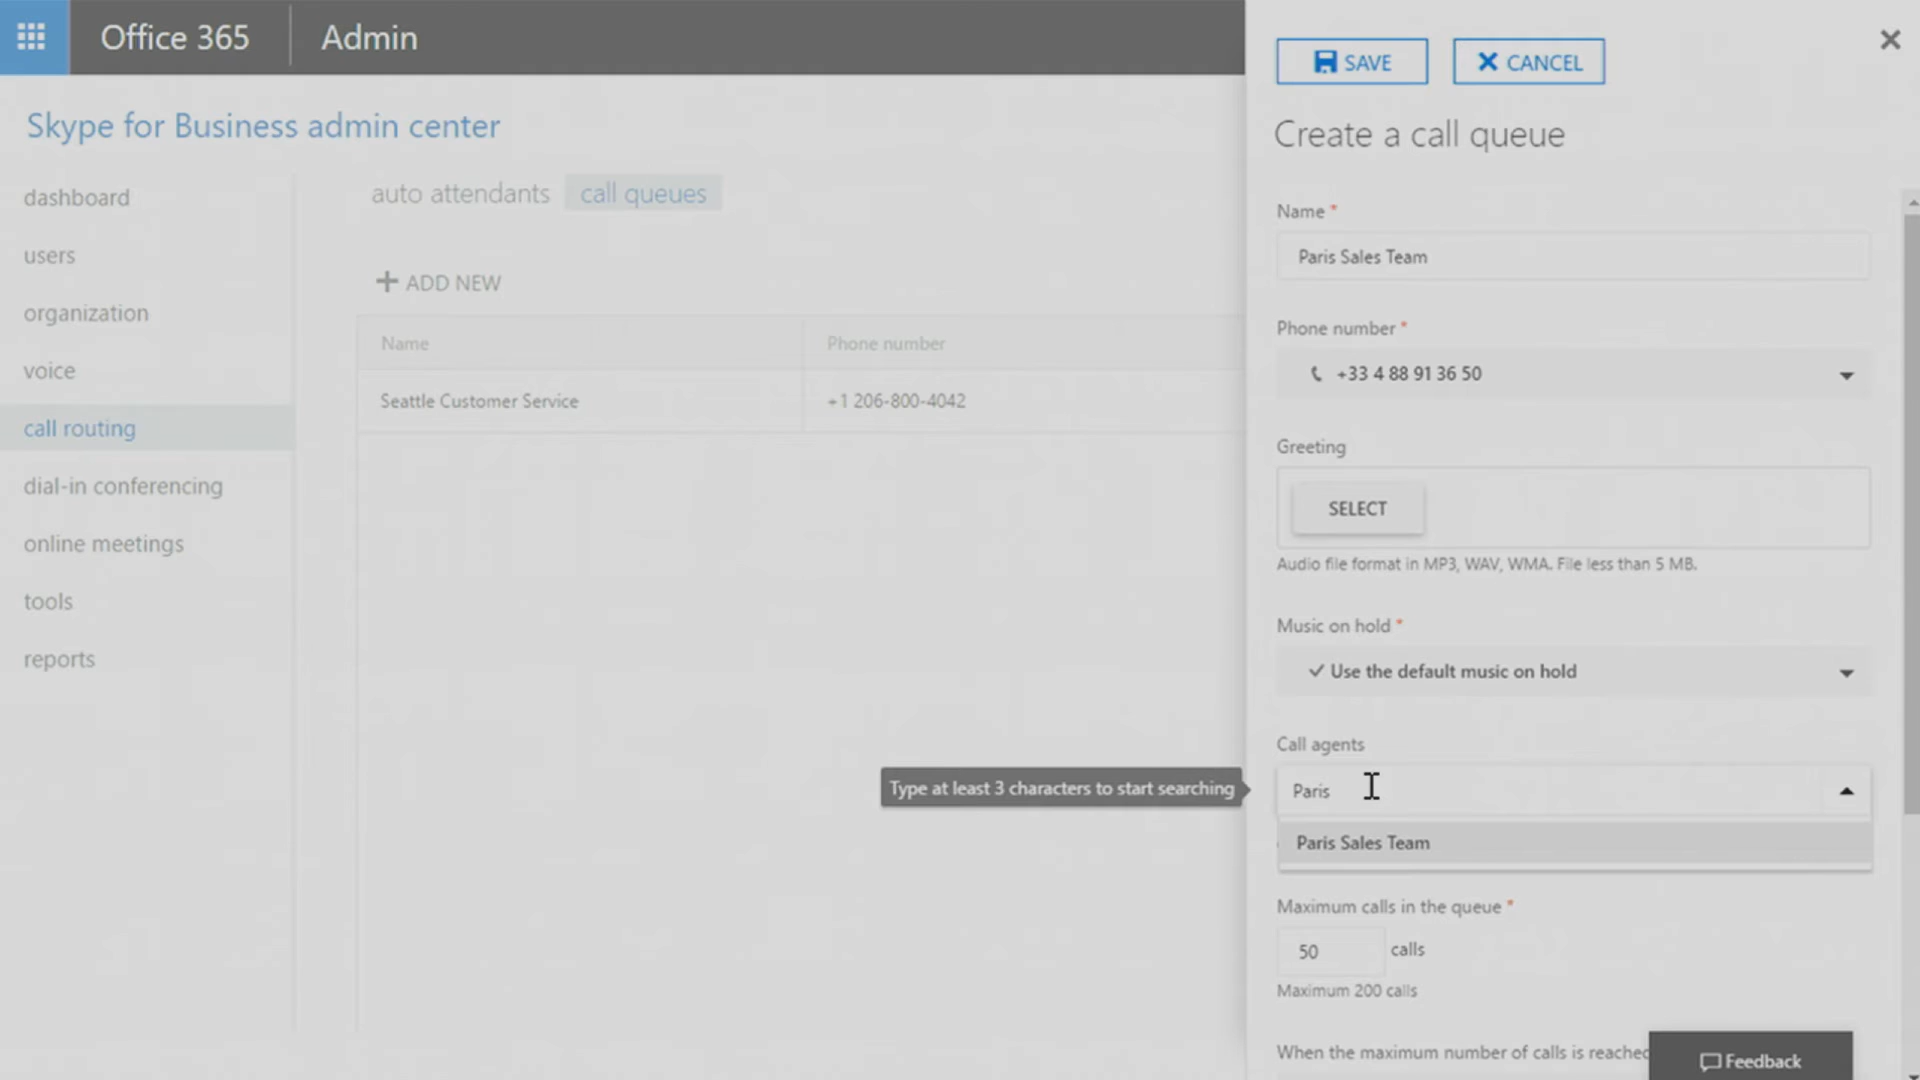 Office 365
Admin
SAVE
CANCEL
Skype for Business admin center
Create a call queue
dashboard
users
organization
voice
call routing
dial-in conferencing
online meetings
tools
reports
auto attendants
call queues
ADD NEW
Name
Phone number
Seattle Customer Service
+1 206-800-4042
Name *
Paris Sales Team
Phone number *
+33 4 88 91 36 50
Greeting
SELECT
Audio file format in MP3, WAV, WMA. File less than 5 MB.
Music on hold *
Use the default music on hold
Call agents
Type at least 3 characters to start searching
Paris
Paris Sales Team
Maximum calls in the queue *
50 calls
Maximum 200 calls
When the maximum number of calls is reached
Feedback